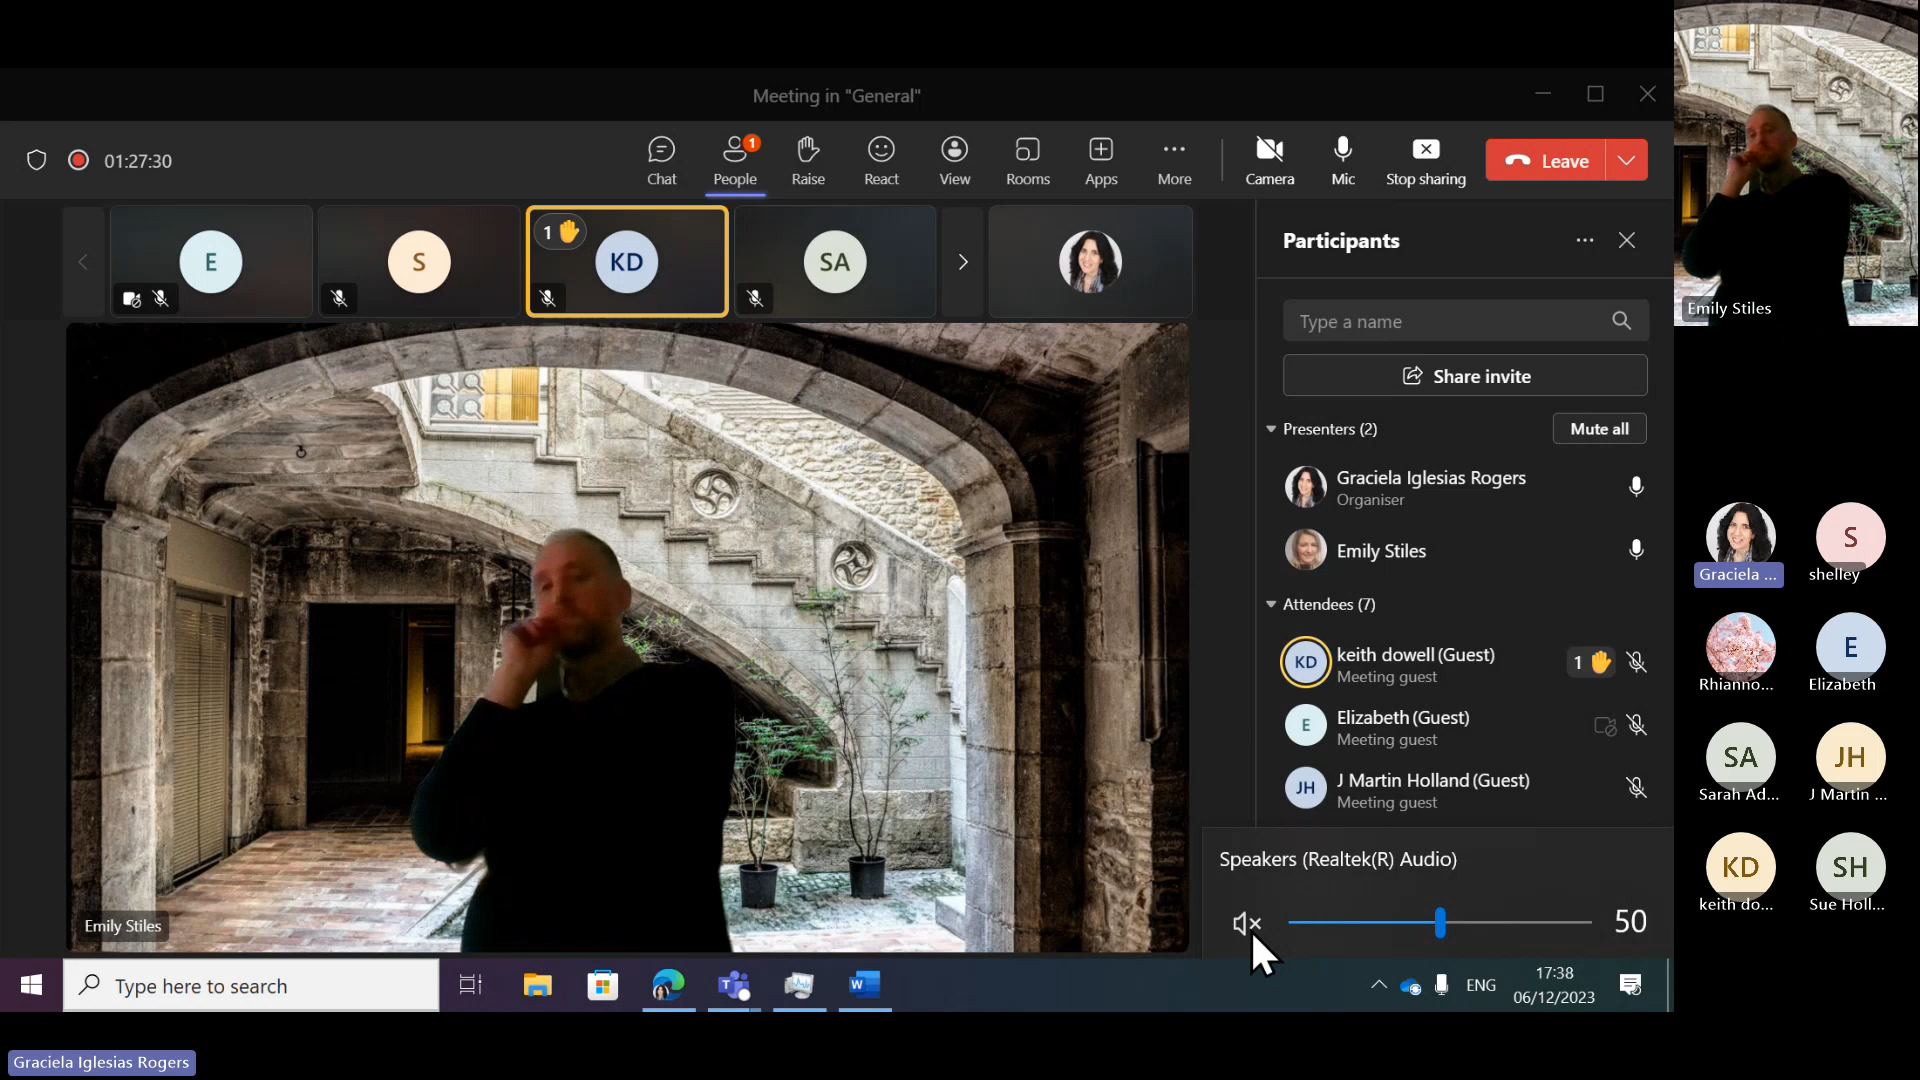 Meeting in "General"
01:27:30
Chat
1
People
Raise
React
View
Rooms
Apps
More
Camera
Mic
Stop sharing
Leave
E
S
1
KD
SA
Participants
Type a name
Share invite
Presenters (2)
Mute all
Graciela Iglesias Rogers
Organiser
Emily Stiles
Attendees (7)
KD
keith dowell (Guest)
Meeting guest
1
E
Elizabeth (Guest)
Meeting guest
JH
J Martin Holland (Guest)
Meeting guest
Speakers (Realtek(R) Audio)
50
Emily Stiles
Type here to search
T
W
ENG
17:38
06/12/2023
Emily Stiles
Graciela ...
S
shelley
Rhianno...
E
Elizabeth
SA
Sarah Ad...
JH
J Martin ...
KD
keith do...
SH
Sue Holl...
Graciela Iglesias Rogers